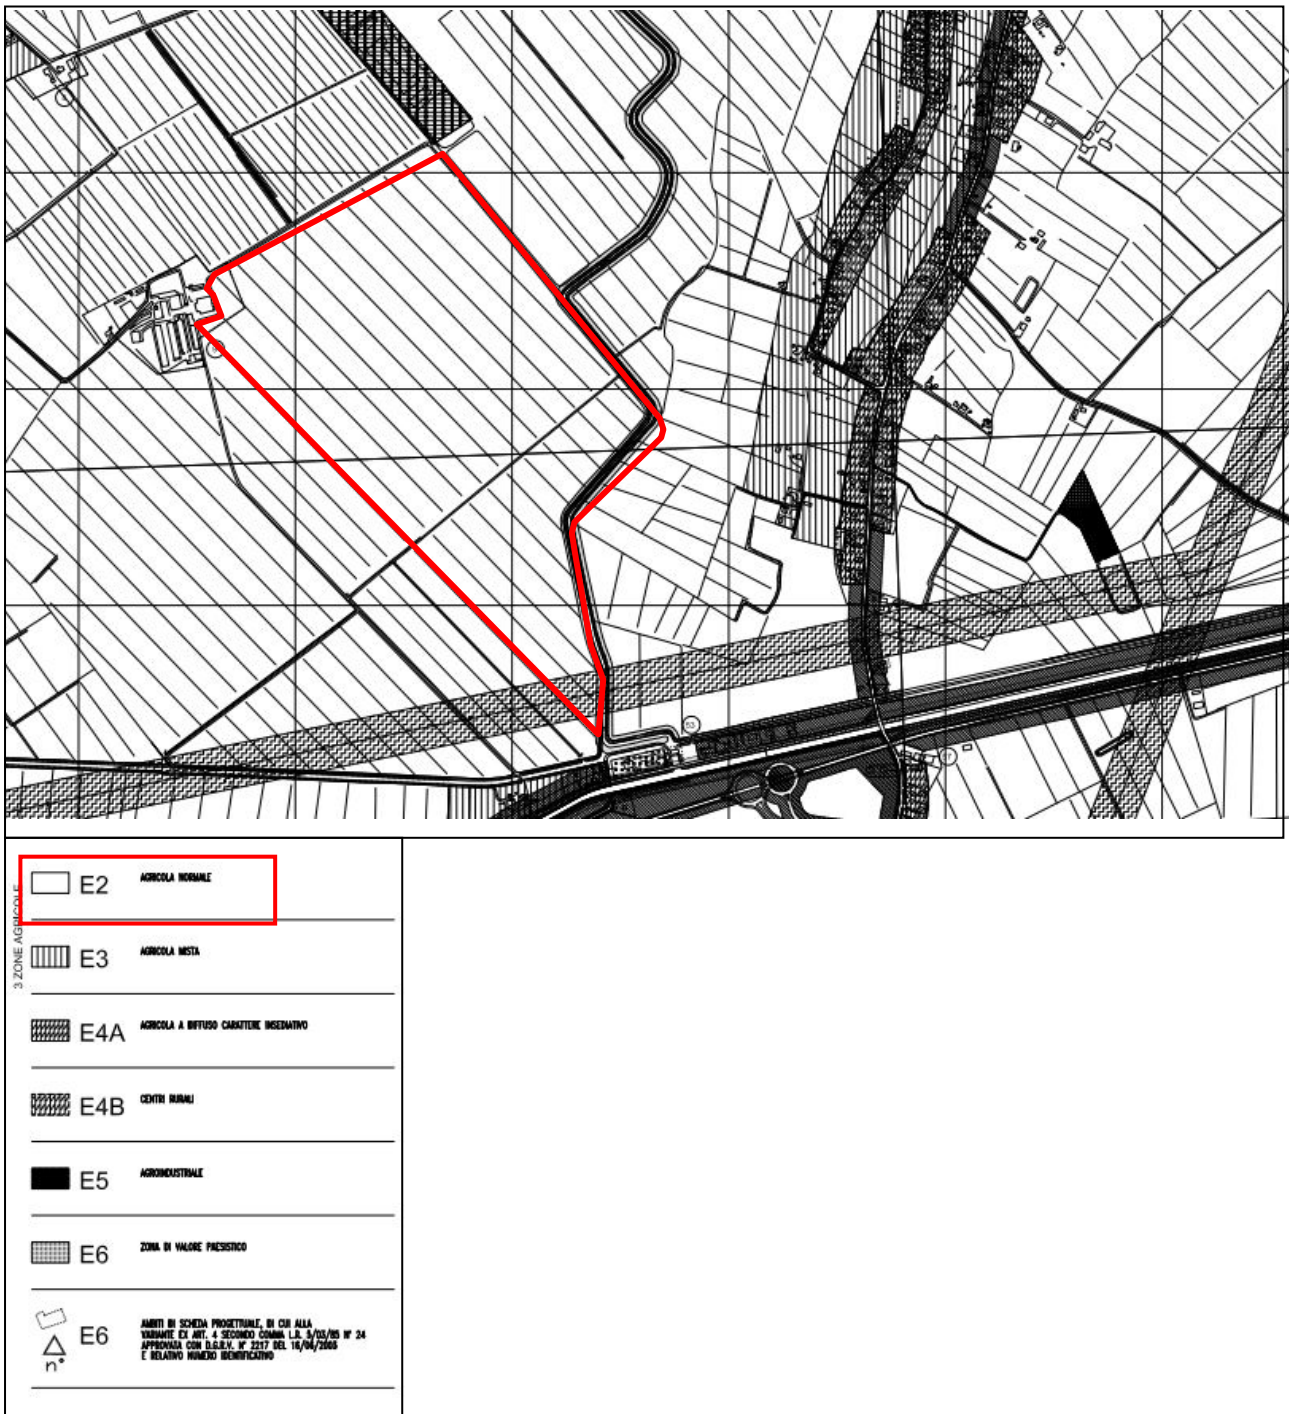 53
3 ZONE AGRICOLE
E2 AGRICOLA NORMALE
E3 AGRICOLA MISTA
E4A AGRICOLA A DIFFUSO CARATTERE INSEDIATIVO
E4B CENTRI RURALI
E5 AGROINDUSTRIALE
E6 ZONA DI VALORE PAESISTICO
E6 AMBITI DI SCHEDA PROGETTUALE, DI CUI ALLA
VARIANTE EX ART. 4 SECONDO COMMA L.R. 5/03/85 N° 24
APPROVATA CON D.G.R.V. N° 2217 DEL 16/06/2005
E RELATIVO NUMERO IDENTIFICATIVO
n°